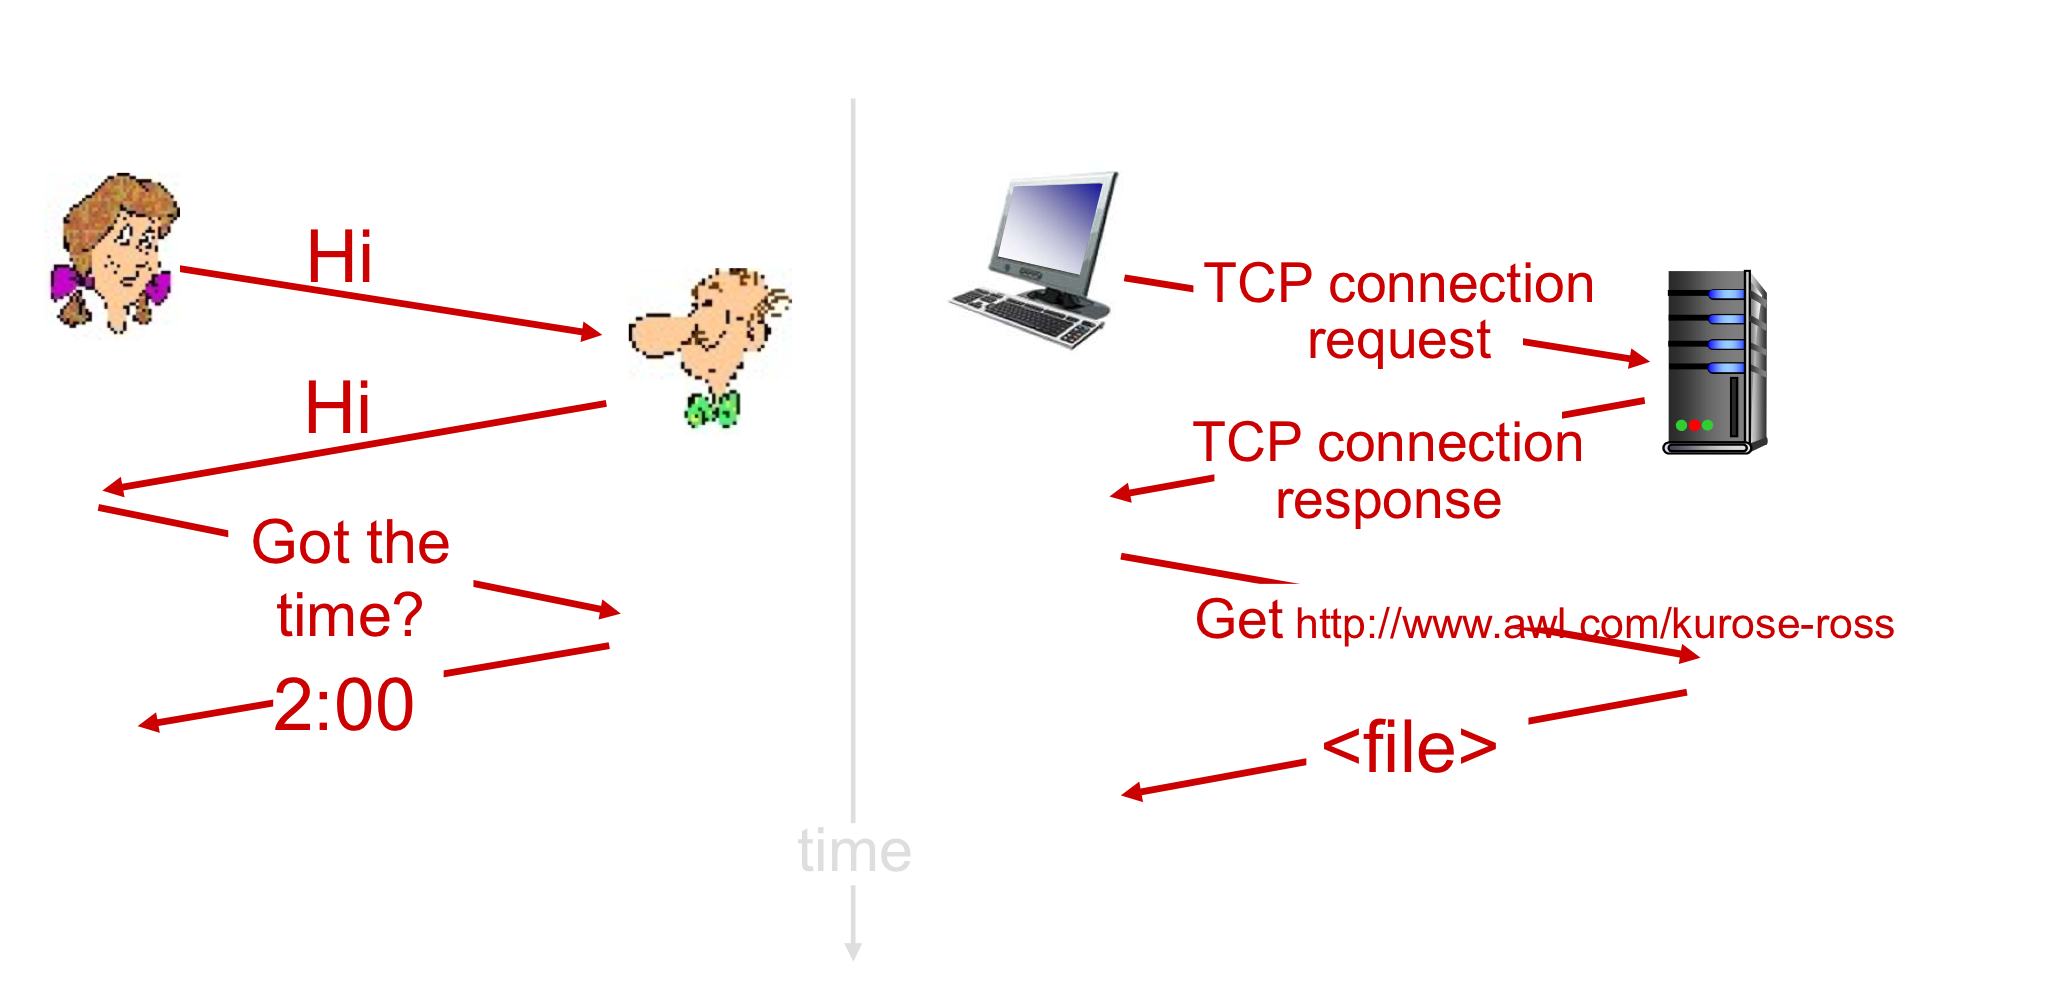 Hi
Hi
Got the
time?
2:00
TCP connection
request
TCP connection
response
Get http://www.awl.com/kurose-ross
<file>
time